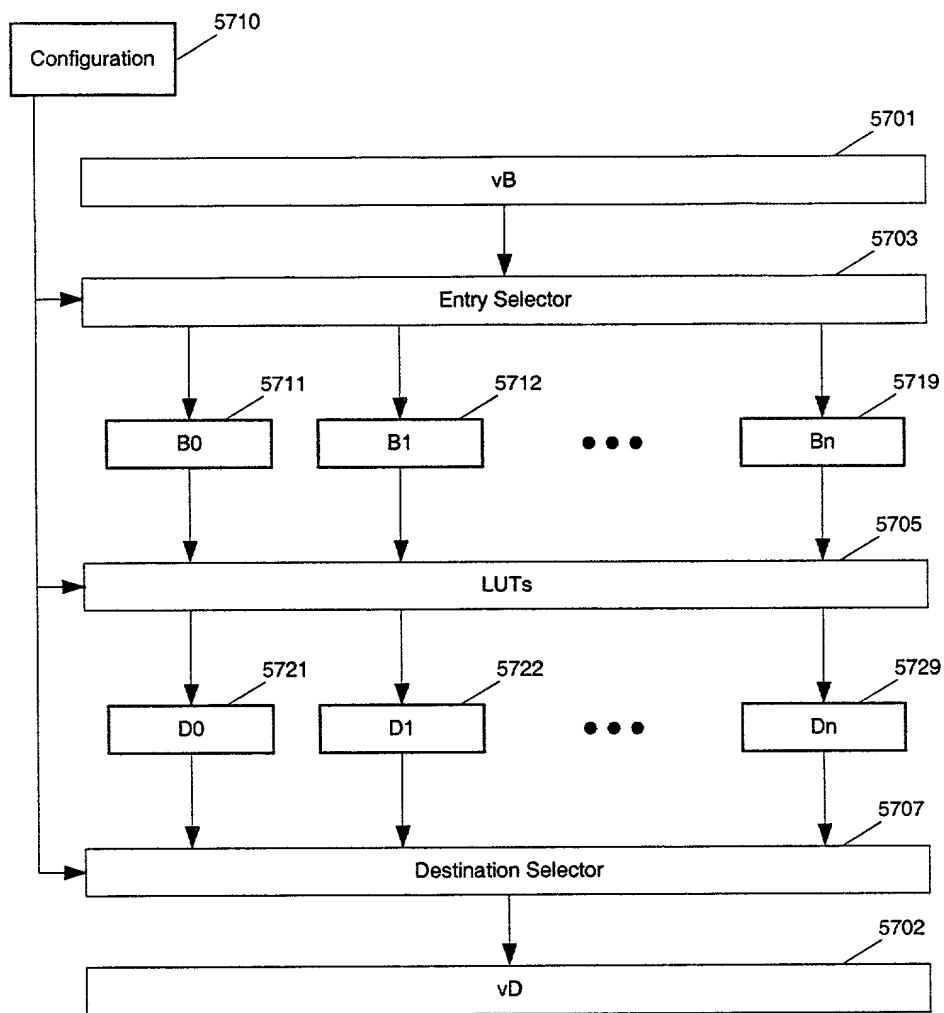 5710
Configuration
5701
vB
5703
Entry Selector
5711
5712
5719
B0
B1
Bn
5705
LUTs
5721
5722
5729
D0
D1
Dn
5707
Destination Selector
5702
vD